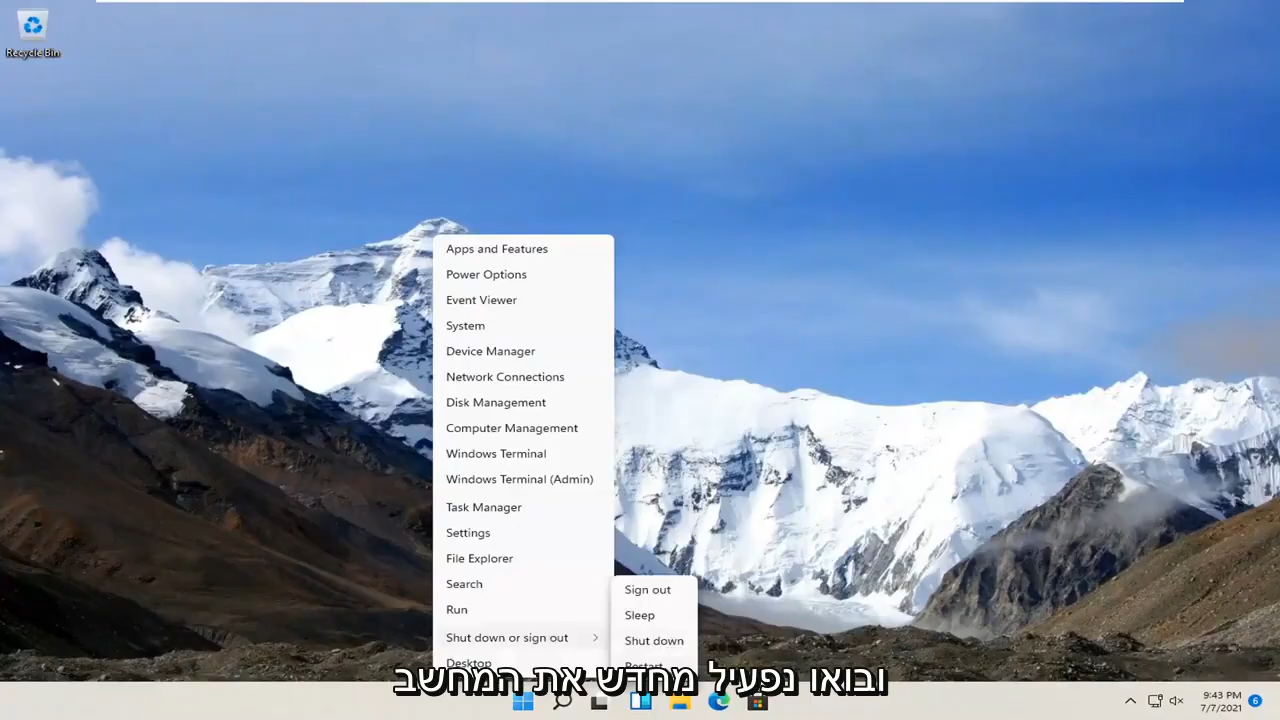 Recycle Bin
Apps and Features
Power Options
Event Viewer
System
Device Manager
Network Connections
Disk Management
Computer Management
Windows Terminal
Windows Terminal (Admin)
Task Manager
Settings
File Explorer
Search
Run
Shut down or sign out
Desktop
Sign out
Sleep
Shut down
Restart
ובואו נפעיל מחדש את המחשב
9:43 PM
7/7/2021
6